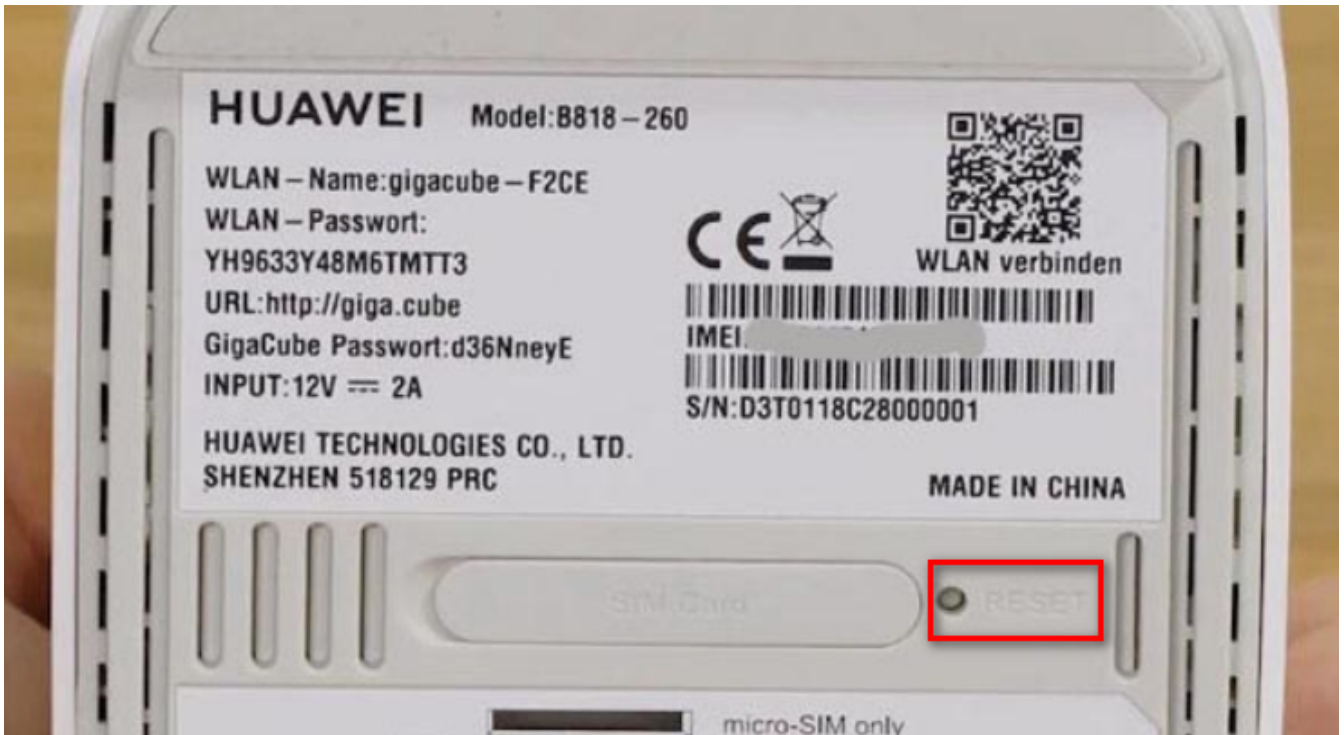 HUAWEI Model:B818-260
WLAN-Name:gigacube-F2CE
WLAN-Passwort:
YH9633Y48M6TMTT3
URL:http://giga.cube
GigaCube Passwort:d36NneyE
INPUT:12V ⎓ 2A
HUAWEI TECHNOLOGIES CO., LTD.
SHENZHEN 518129 PRC
CE
WLAN verbinden
IMEI
S/N:D3T0118C28000001
MADE IN CHINA
SIM Card
RESET
micro-SIM only